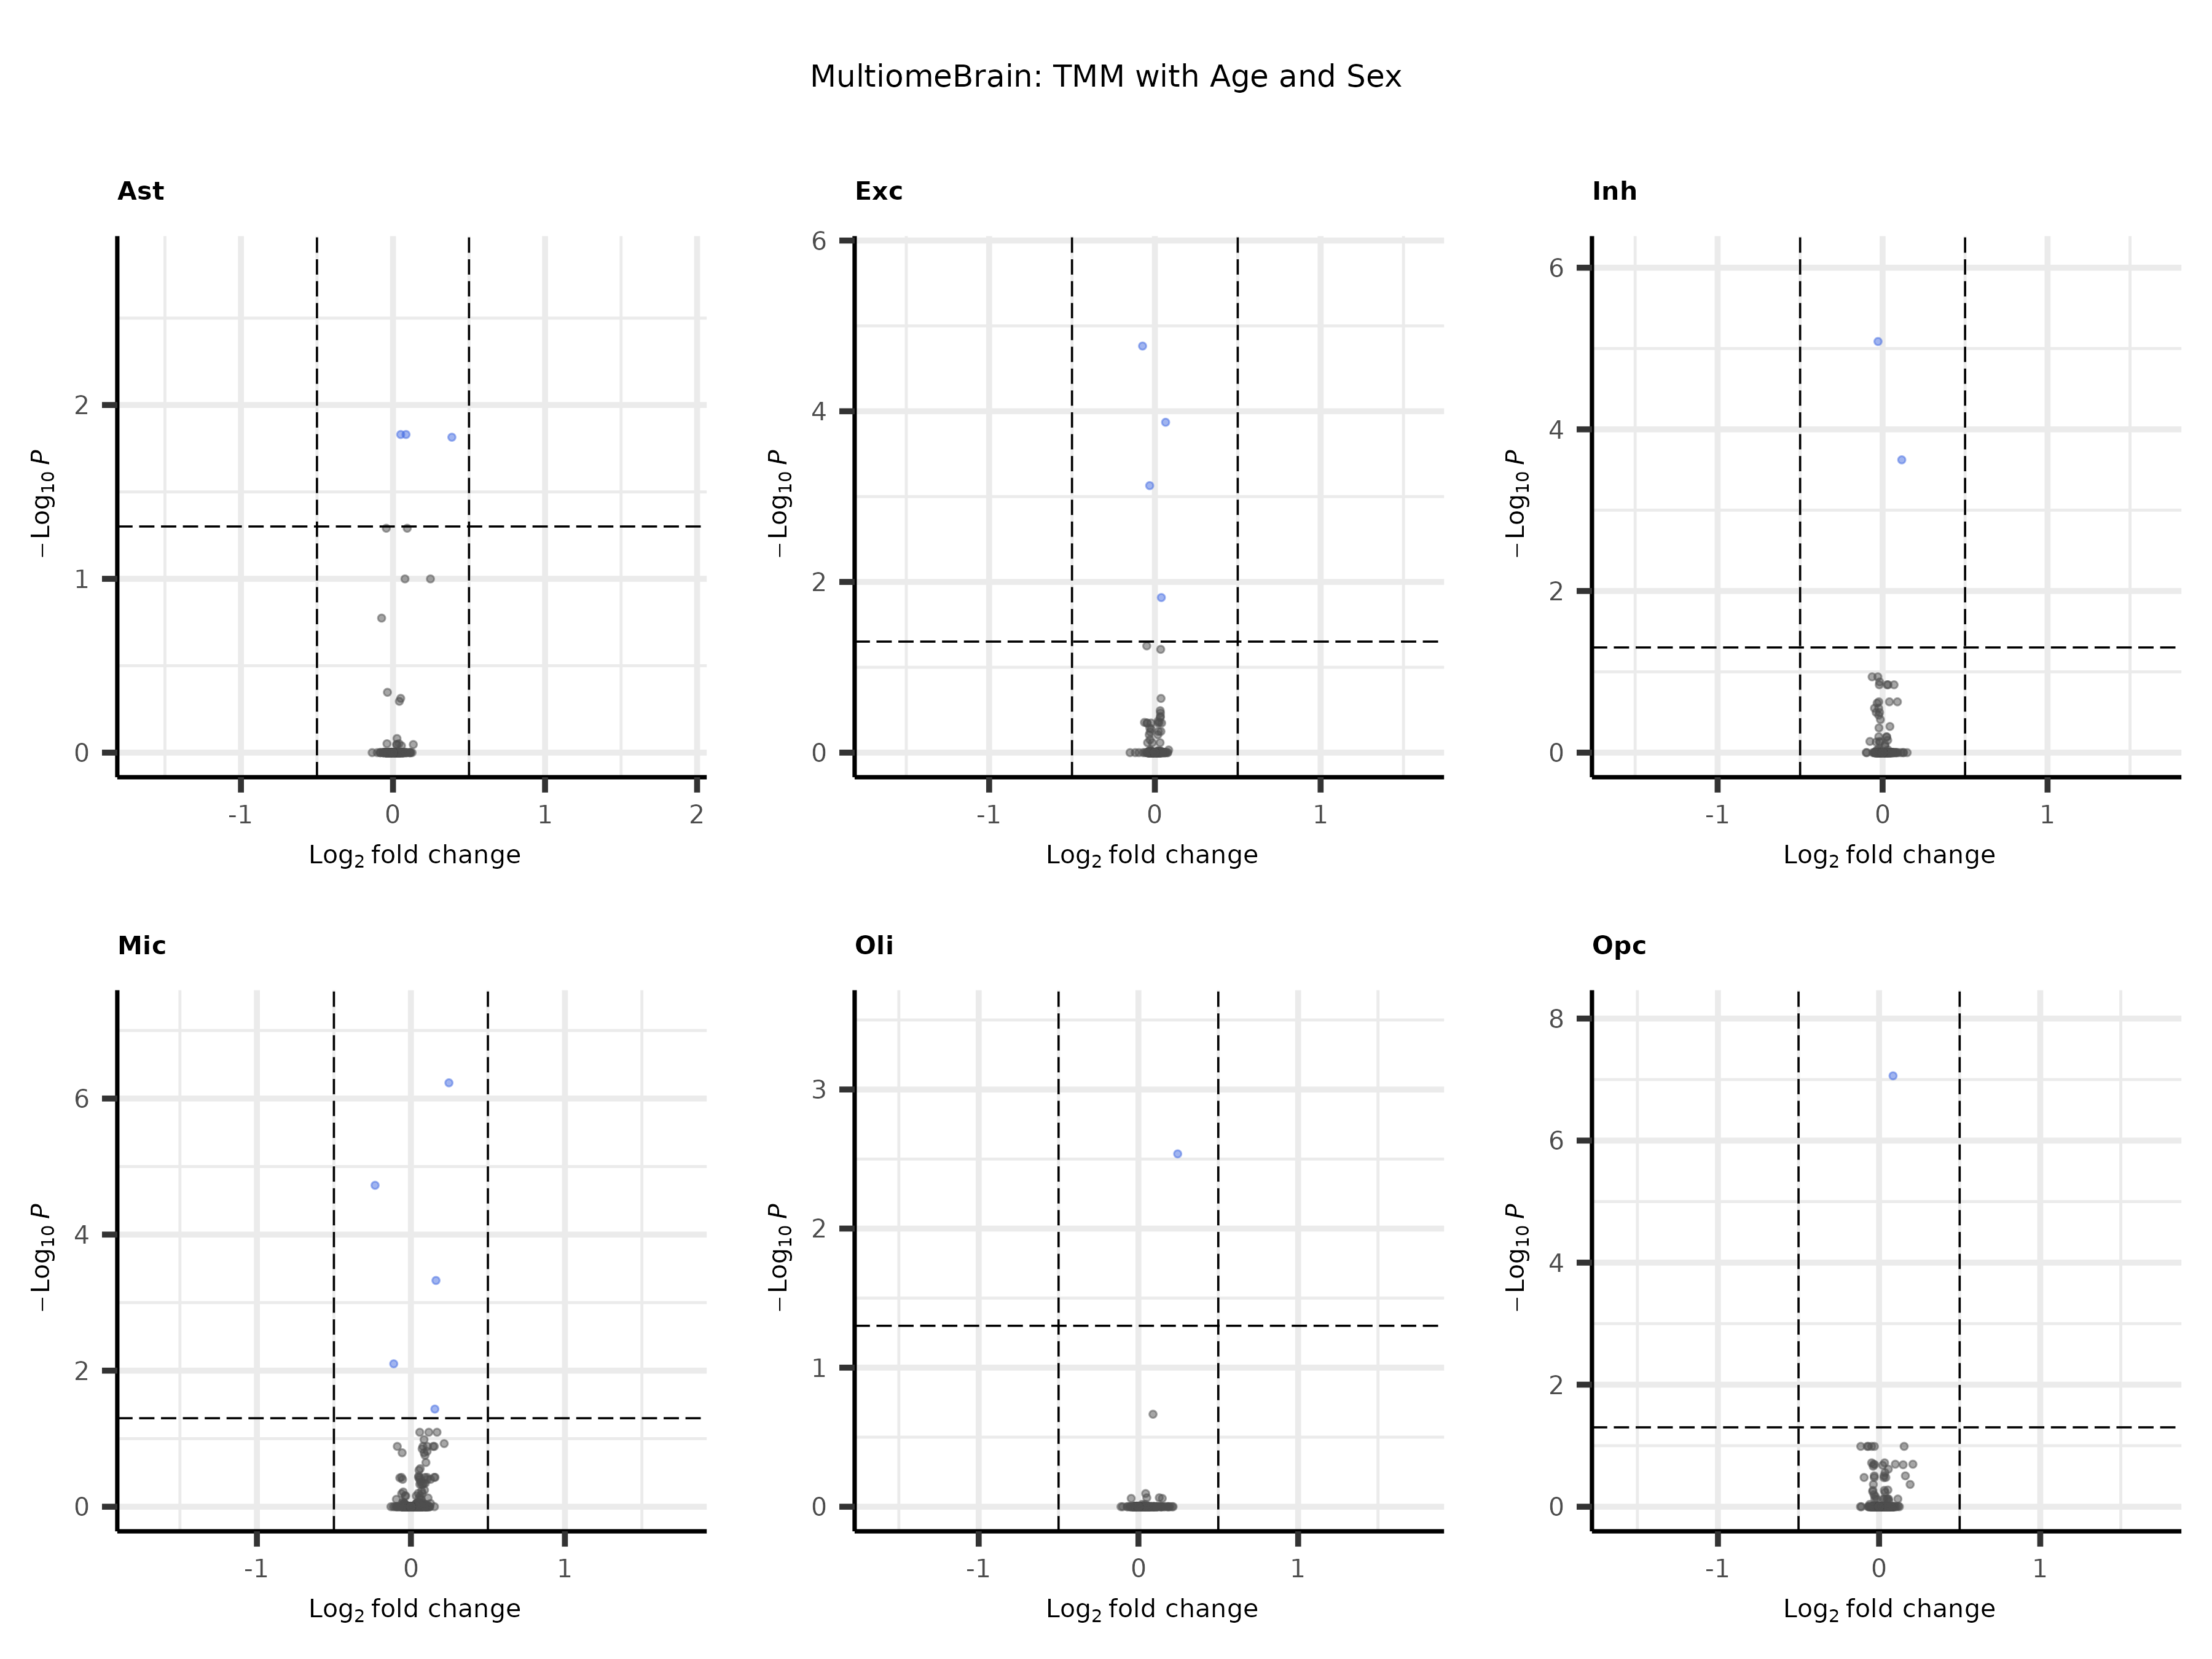 MultiomeBrain: TMM with Age and Sex
Ast
Exc
Inh
2
1
0
−Log₁₀ P
-1 0 1 2
Log₂ fold change
6
4
2
0
−Log₁₀ P
-1 0 1
Log₂ fold change
6
4
2
0
−Log₁₀ P
-1 0 1
Log₂ fold change
Mic
Oli
Opc
6
4
2
0
−Log₁₀ P
-1 0 1
Log₂ fold change
3
2
1
0
−Log₁₀ P
-1 0 1
Log₂ fold change
8
6
4
2
0
−Log₁₀ P
-1 0 1
Log₂ fold change